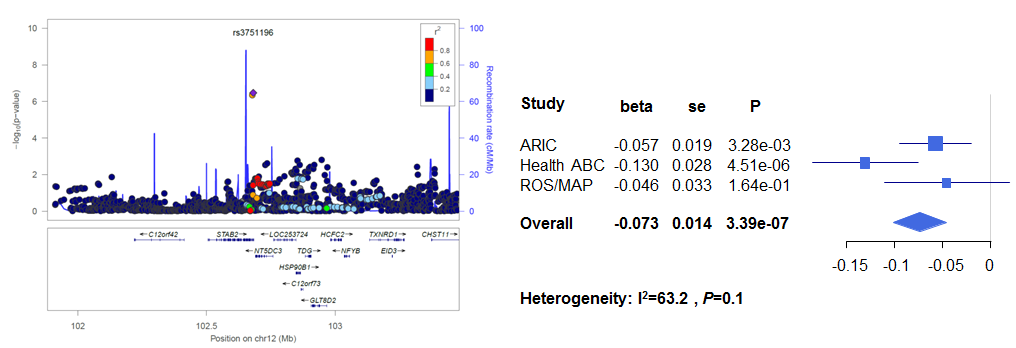 rs3751196
10
8
6
4
2
0
−log10(p−value)
100
80
60
40
20
0
Recombination rate (cM/Mb)
r2
0.8
0.6
0.4
0.2
←C12orf42
STAB2→
←LOC253724
HCFC2→
TXNRD1→
CHST11→
←NT5DC3
TDG→
←NFYB
EID3→
HSP90B1→
←C12orf73
←GLT8D2
102
102.5
103
Position on chr12 (Mb)
Study beta se P
ARIC -0.057 0.019 3.28e-03
Health ABC -0.130 0.028 4.51e-06
ROS/MAP -0.046 0.033 1.64e-01
Overall -0.073 0.014 3.39e-07
-0.15 -0.1 -0.05 0
Heterogeneity: I2=63.2 , P=0.1